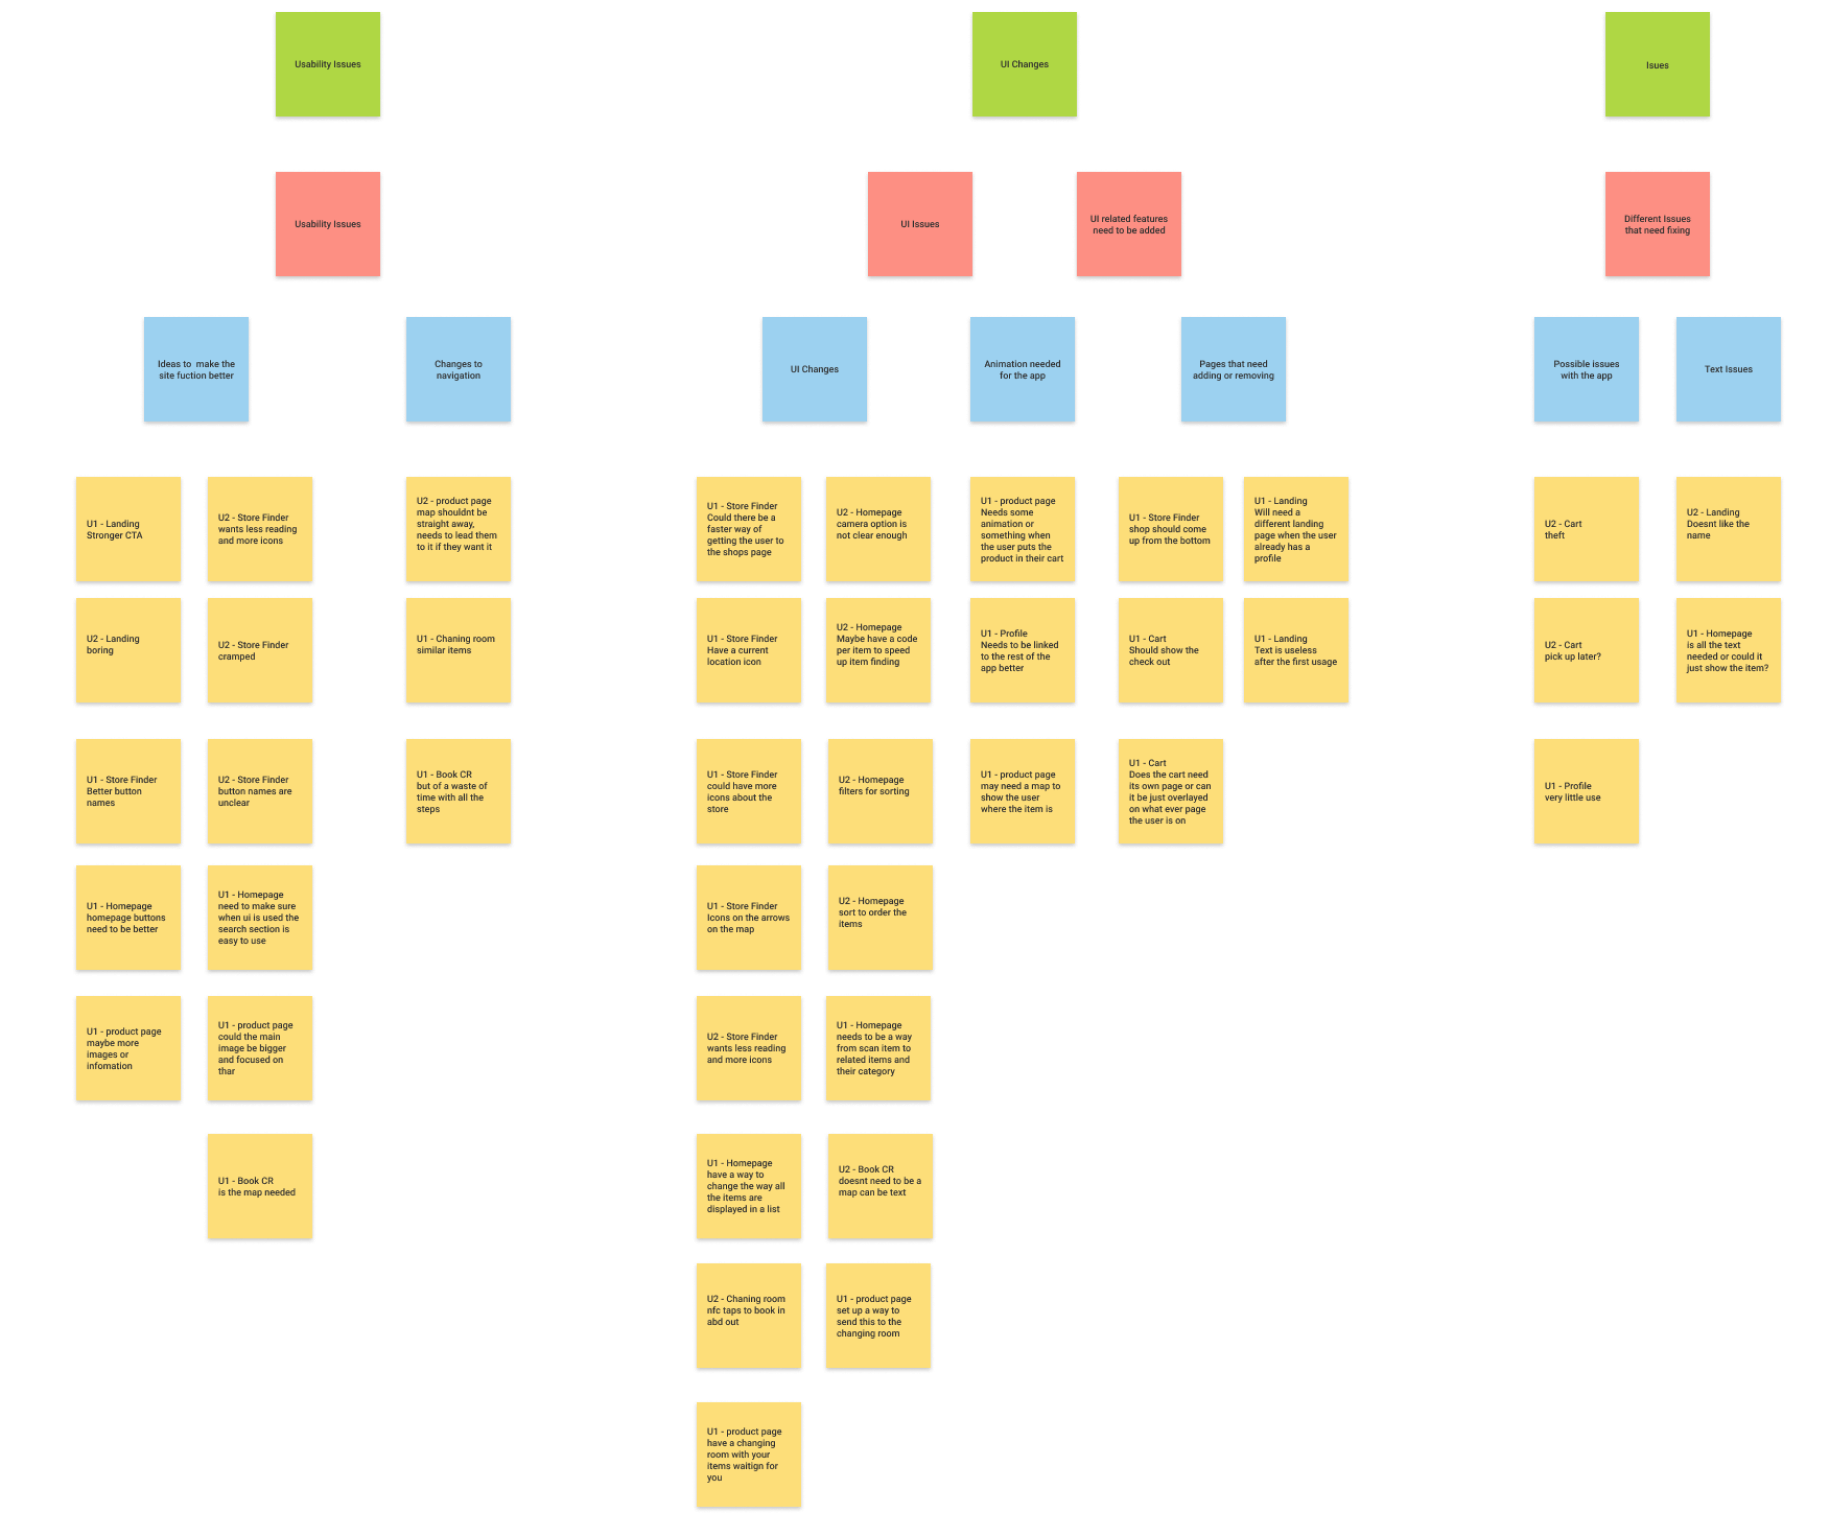 Usability Issues
UI Changes
Isues
Usability Issues
UI Issues
UI related features
need to be added
Different Issues
that need fixing
Ideas to make the
site fuction better
Changes to
navigation
UI Changes
Animation needed
for the app
Pages that need
adding or removing
Possible issues
with the app
Text Issues
U1 - Landing
Stronger CTA
U2 - Store Finder
wants less reading
and more icons
U2 - product page
map shouldnt be
straight away,
needs to lead them
to it if they want it
U1 - Store Finder
Could there be a
faster way of
getting the user to
the shops page
U2 - Homepage
camera option is
not clear enough
U1 - product page
Needs some
animation or
something when
the user puts the
product in their cart
U1 - Store Finder
shop should come
up from the bottom
U1 - Landing
Will need a
different landing
page when the user
already has a
profile
U2 - Cart
theft
U2 - Landing
Doesnt like the
name
U2 - Landing
boring
U2 - Store Finder
cramped
U1 - Chaning room
similar items
U1 - Store Finder
Have a current
location icon
U2 - Homepage
Maybe have a code
per item to speed
up item finding
U1 - Profile
Needs to be linked
to the rest of the
app better
U1 - Cart
Should show the
check out
U1 - Landing
Text is useless
after the first usage
U2 - Cart
pick up later?
U1 - Homepage
is all the text
needed or could it
just show the item?
U1 - Store Finder
Better button
names
U2 - Store Finder
button names are
unclear
U1 - Book CR
but of a waste of
time with all the
steps
U1 - Store Finder
could have more
icons about the
store
U2 - Homepage
filters for sorting
U1 - product page
may need a map to
show the user
where the item is
U1 - Cart
Does the cart need
its own page or can
it be just overlayed
on what ever page
the user is on
U1 - Profile
very little use
U1 - Homepage
homepage buttons
need to be better
U1 - Homepage
need to make sure
when ui is used the
search section is
easy to use
U1 - Store Finder
Icons on the arrows
on the map
U2 - Homepage
sort to order the
items
U1 - product page
maybe more
images or
infomation
U1 - product page
could the main
image be bigger
and focused on
thar
U2 - Store Finder
wants less reading
and more icons
U1 - Homepage
needs to be a way
from scan item to
related items and
their category
U1 - Book CR
is the map needed
U1 - Homepage
have a way to
change the way all
the items are
displayed in a list
U2 - Book CR
doesnt need to be a
map can be text
U2 - Chaning room
nfc taps to book in
abd out
U1 - product page
set up a way to
send this to the
changing room
U1 - product page
have a changing
room with your
items waitign for
you